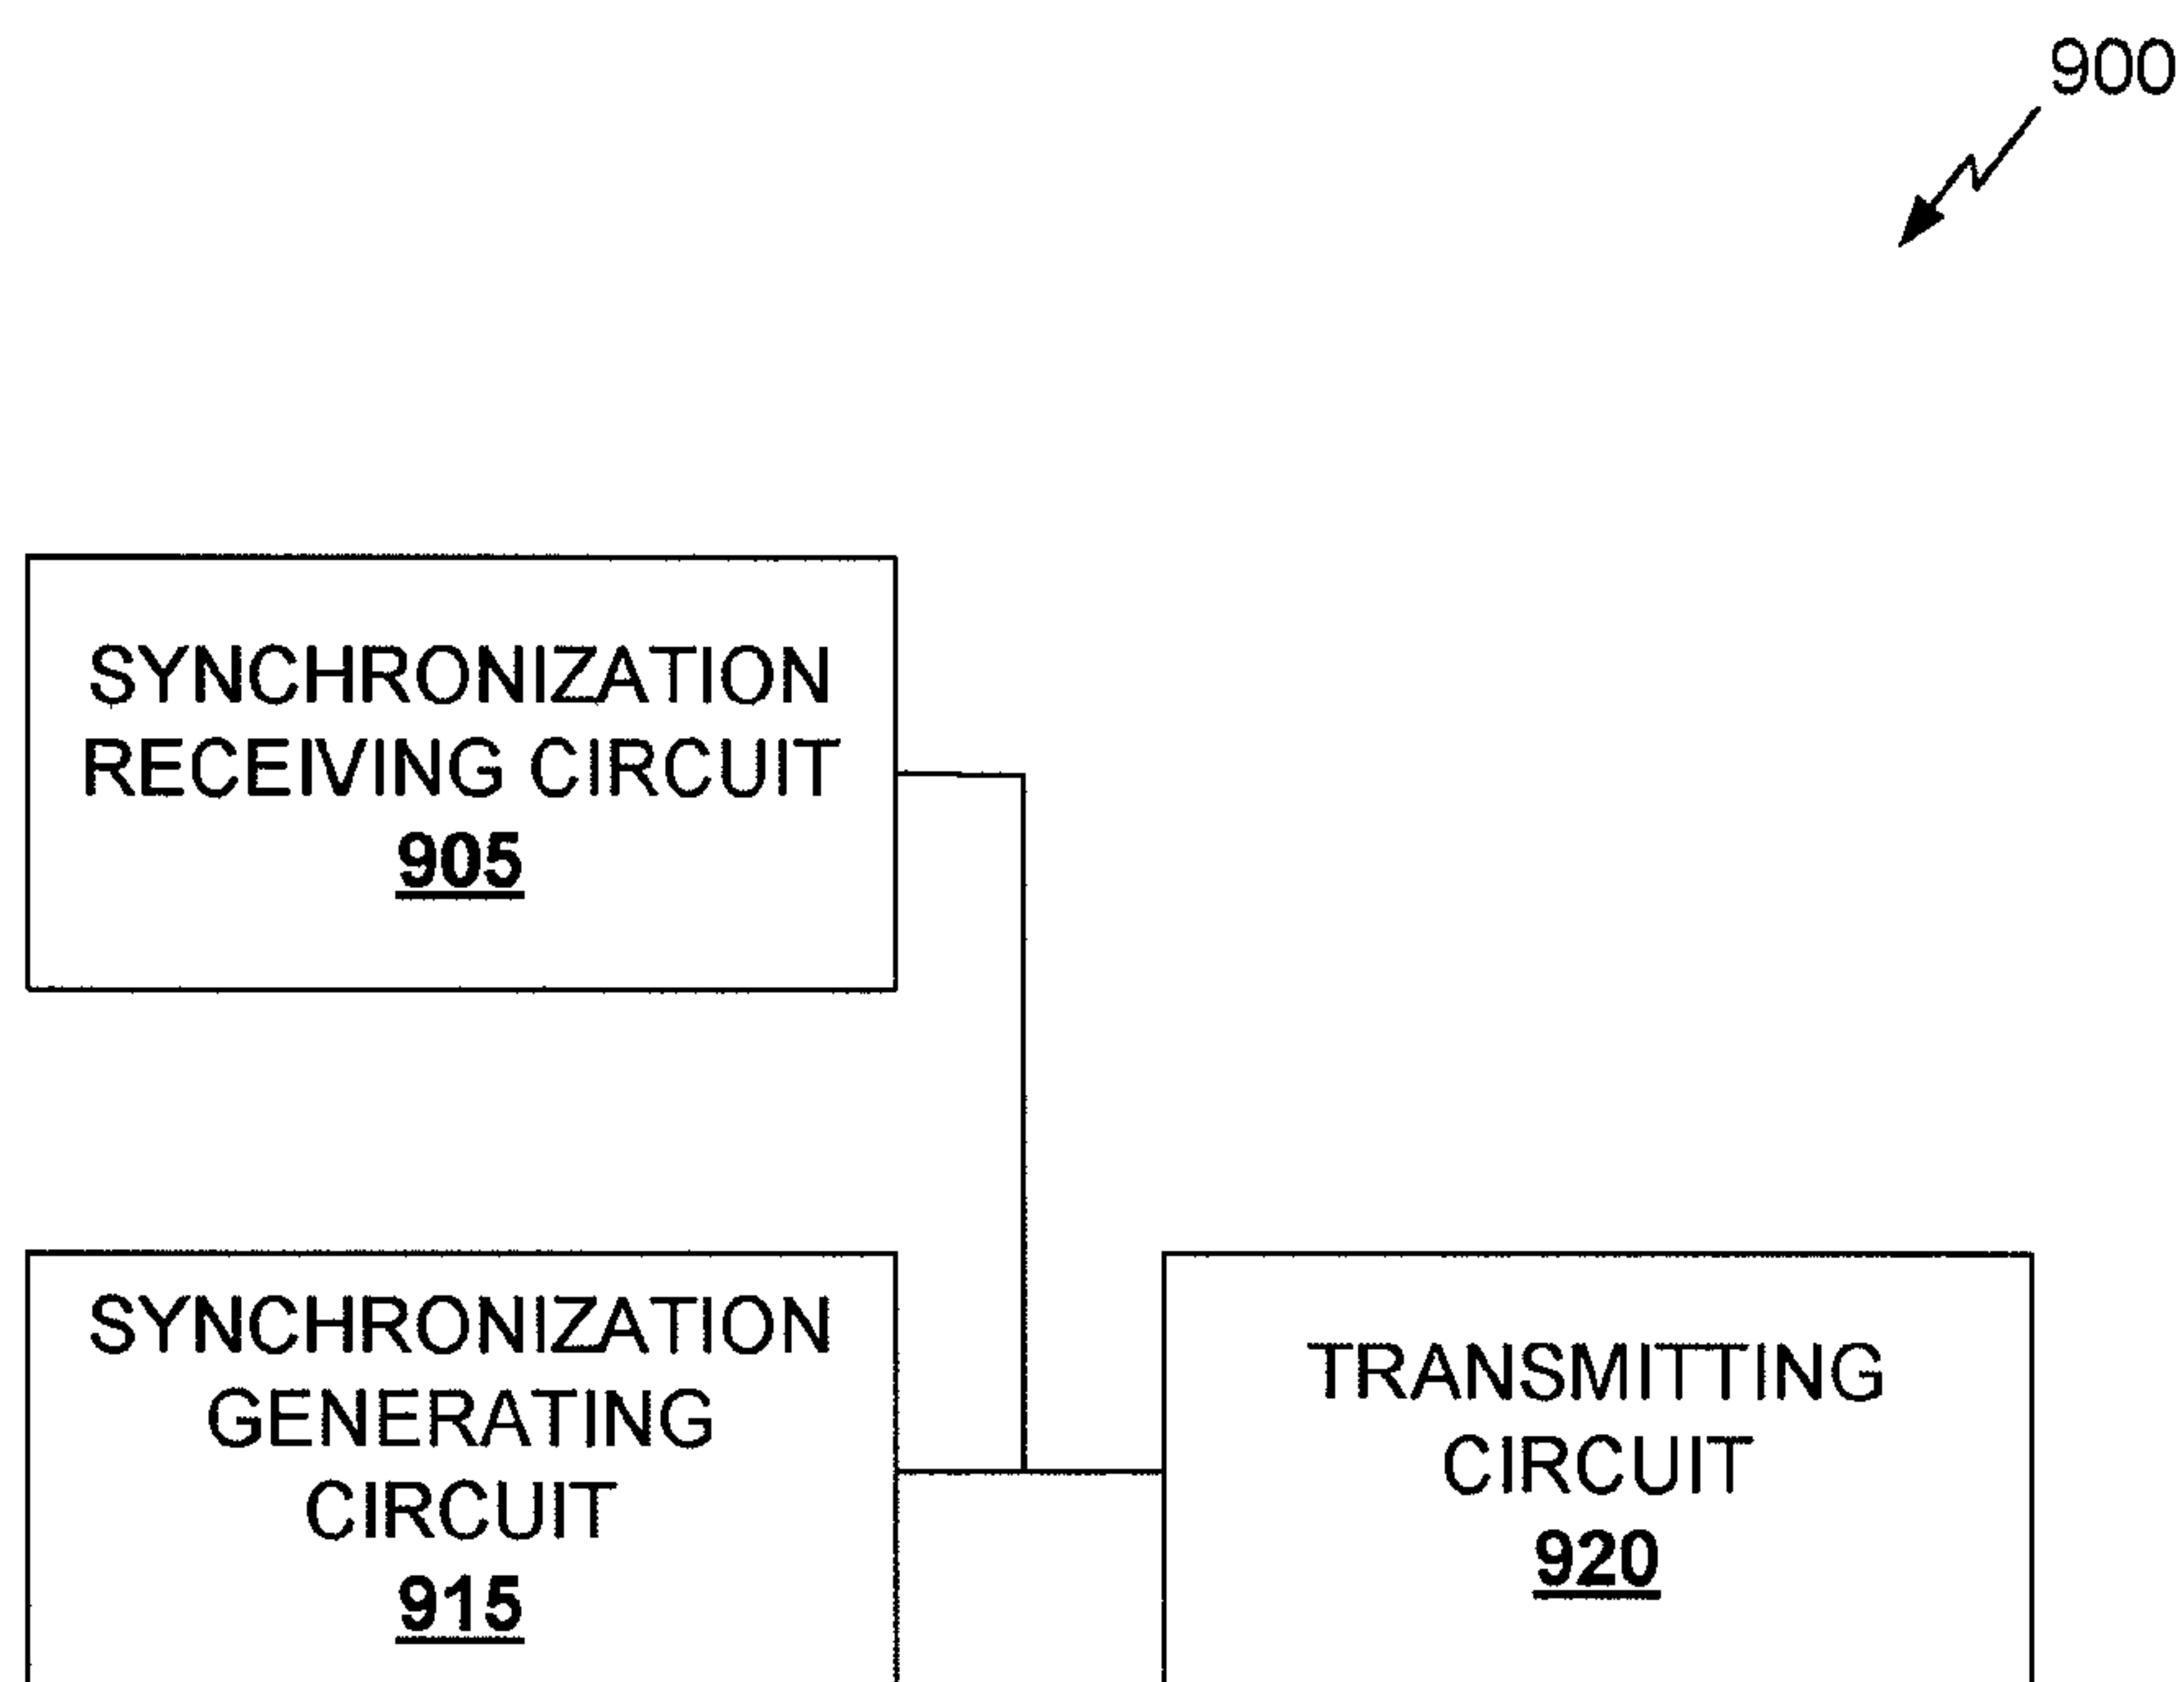 900
SYNCHRONIZATION
RECEIVING CIRCUIT
905
SYNCHRONIZATION
GENERATING
CIRCUIT
915
TRANSMITTING
CIRCUIT
920